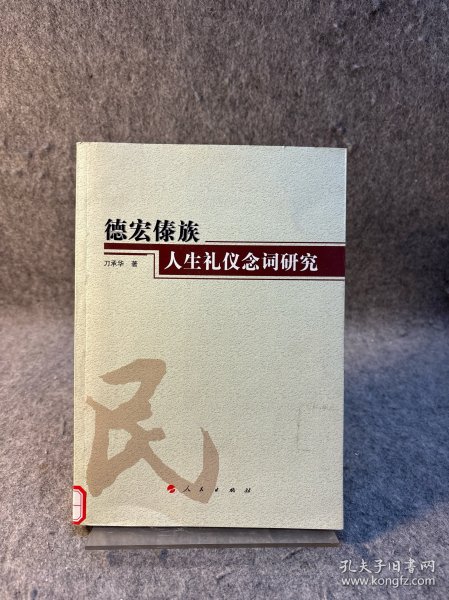 德宏傣族
人生礼仪念词研究
刀承华 著
民
人民出版社
孔夫子旧书网
www.kongfz.com